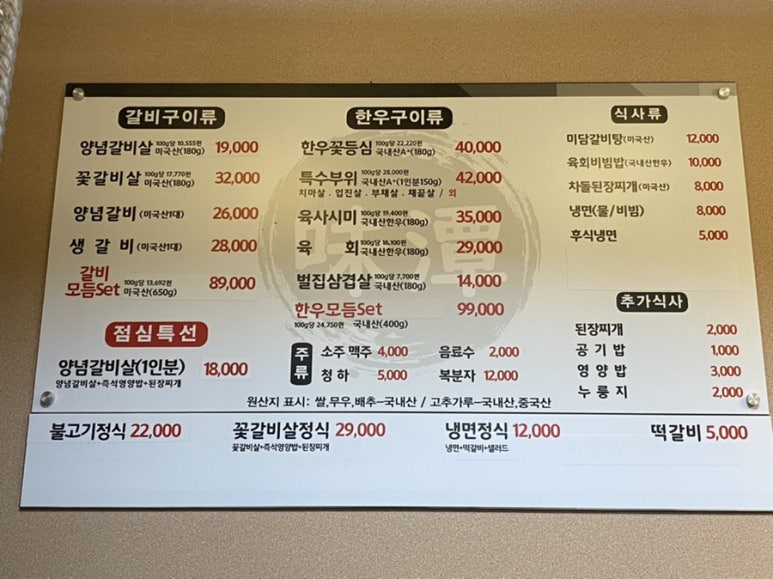 갈비구이류
양념갈비살 100g당 10,555원 미국산(180g) 19,000
꽃갈비살 100g당 17,770원 미국산(180g) 32,000
양념갈비(미국산1대) 26,000
생갈비(미국산1대) 28,000
갈비
모듬Set 100g당 13,692원 미국산(650g) 89,000
점심특선
양념갈비살(1인분) 18,000
양념갈비살+즉석영양밥+된장찌개
한우구이류
한우꽃등심 100g당 22,220원 국내산A+(180g) 40,000
특수부위 100g당 28,000원 국내산A+(1인분150g) 42,000
치마살 . 업진살 . 부채살 . 채끝살 / 외
육사시미 100g당 19,400원 국내산한우(180g) 35,000
육 회 100g당 16,100원 국내산한우(180g) 29,000
벌집삼겹살 100g당 7,700원 국내산(180g) 14,000
한우모듬Set 99,000
100g당 24,750원 국내산(400g)
주류
소주 맥주 4,000 음료수 2,000
청하 5,000 복분자 12,000
원산지 표시: 쌀,무우,배추-국내산 / 고추가루-국내산,중국산
식사류
미담갈비탕(미국산) 12,000
육회비빔밥(국내산한우) 10,000
차돌된장찌개(미국산) 8,000
냉면(물/비빔) 8,000
후식냉면 5,000
추가식사
된장찌개 2,000
공기밥 1,000
영양밥 3,000
누룽지 2,000
불고기정식 22,000
꽃갈비살정식 29,000
꽃갈비살+즉석영양밥+된장찌개
냉면정식 12,000
냉면+떡갈비+샐러드
떡갈비 5,000
味潭